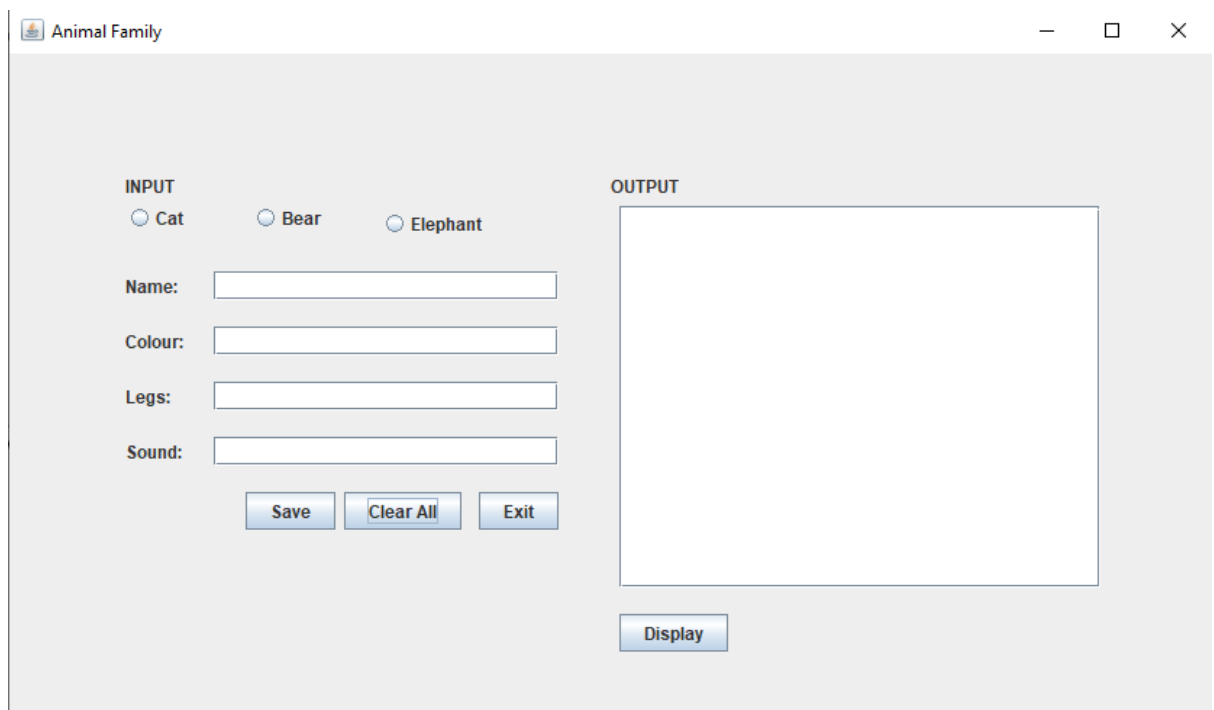 Animal Family
INPUT
Cat Bear Elephant
Name:
Colour:
Legs:
Sound:
Save Clear All Exit
OUTPUT
Display